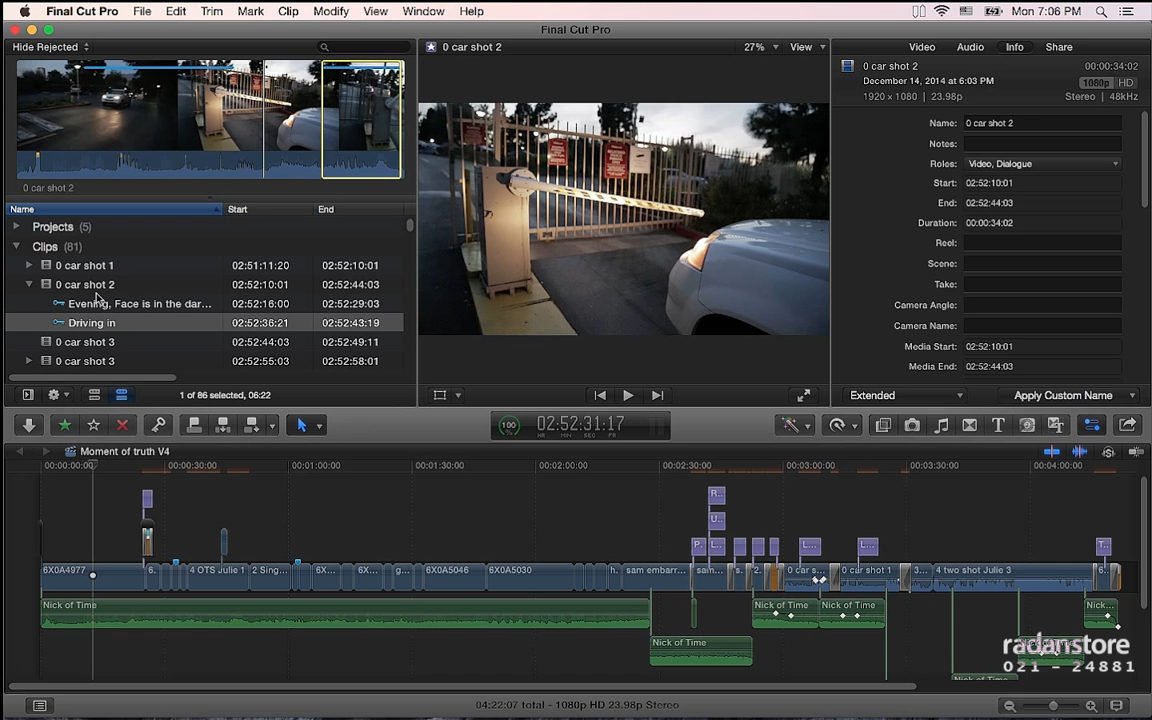 Final Cut Pro File Edit Trim Mark Clip Modify View Window Help Mon 7:06 PM
Final Cut Pro
Hide Rejected
0 car shot 2 27% View
Video Audio Info Share
0 car shot 2 00:00:34:02
December 14, 2014 at 6:03 PM 1080p HD
1920 x 1080 | 23.98p Stereo | 48kHz
Name: 0 car shot 2
Notes:
Roles: Video, Dialogue
Start: 02:52:10:01
End: 02:52:44:03
Duration: 00:00:34:02
Reel:
Scene:
Take:
Camera Angle:
Camera Name:
Media Start: 02:52:10:01
Media End: 02:52:44:03
Extended Apply Custom Name
0 car shot 2
Name Start End
Projects (5)
Clips (81)
0 car shot 1 02:51:11:20 02:52:10:01
0 car shot 2 02:52:10:01 02:52:44:03
Evening, Face is in the dar... 02:52:16:00 02:52:29:03
Driving in 02:52:36:21 02:52:43:19
0 car shot 3 02:52:44:03 02:52:49:11
0 car shot 3 02:52:55:03 02:52:58:01
1 of 86 selected, 06:22
100 02:52:31:17
HR MIN SEC FR
Moment of truth V4
00:00:00:00 00:00:30:00 00:01:00:00 00:01:30:00 00:02:00:00 00:02:30:00 00:03:00:00 00:03:30:00 00:04:00:00
R..
U..
P. L... L... L... T..
6X0A4977 6. 4 OTS Julie 1 2 Sing... 6X... 6X... g... 6X0A5046 6X0A5030 h. sam embarr... sam... s. 2. 0 car s... 0 car shot 1 3... 4 two shot Julie 3 6..
Nick of Time Nick of Time Nick of Time Nick...
Nick of Time
radanstore
021 - 24881
04:22:07 total - 1080p HD 23.98p Stereo